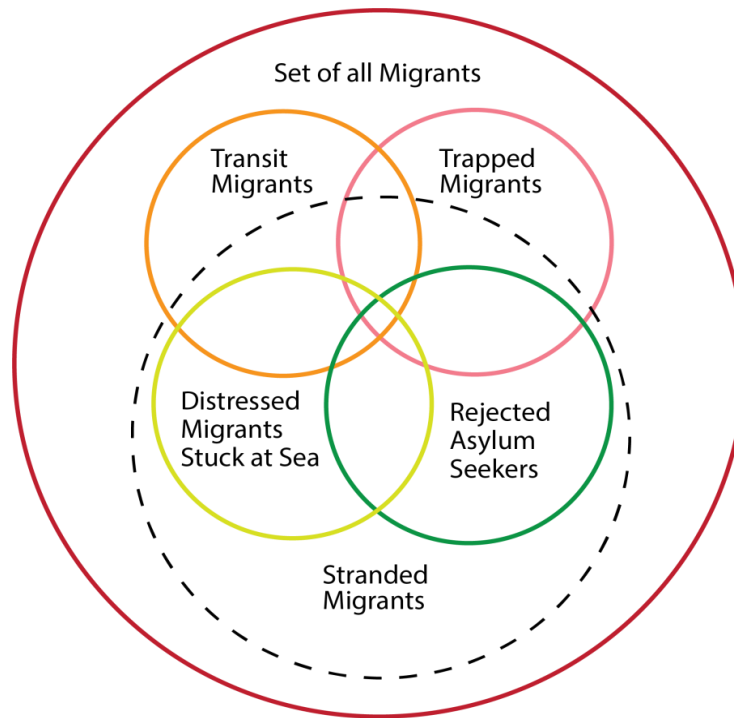 Set of all Migrants
Transit
Migrants
Trapped
Migrants
Distressed
Migrants
Stuck at Sea
Rejected
Asylum
Seekers
Stranded
Migrants